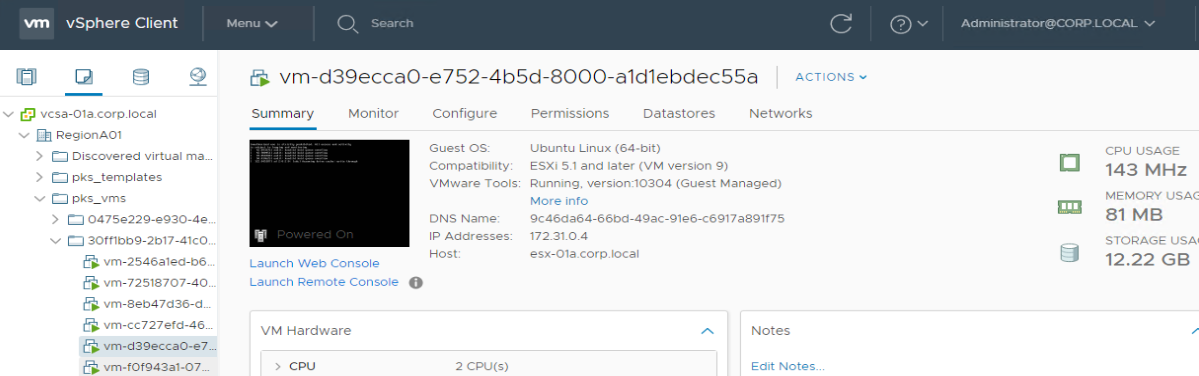 vm vSphere Client Menu Search Administrator@CORP.LOCAL
vm-d39ecca0-e752-4b5d-8000-a1d1ebdec55a ACTIONS
Summary Monitor Configure Permissions Datastores Networks
vcsa-01a.corp.local
RegionA01
Discovered virtual ma...
pks_templates
pks_vms
0475e229-e930-4e...
30ff1bb9-2b17-41c0...
vm-2546a1ed-b6...
vm-72518707-40...
vm-8eb47d36-d...
vm-cc727efd-46...
vm-d39ecca0-e7...
vm-f0f943a1-07...
Powered On
Launch Web Console
Launch Remote Console
Guest OS: Ubuntu Linux (64-bit)
Compatibility: ESXi 5.1 and later (VM version 9)
VMware Tools: Running, version:10304 (Guest Managed)
More info
DNS Name: 9c46da64-66bd-49ac-91e6-c6917a891f75
IP Addresses: 172.31.0.4
Host: esx-01a.corp.local
CPU USAGE
143 MHz
MEMORY USAG
81 MB
STORAGE USA
12.22 GB
VM Hardware
CPU 2 CPU(s)
Notes
Edit Notes...